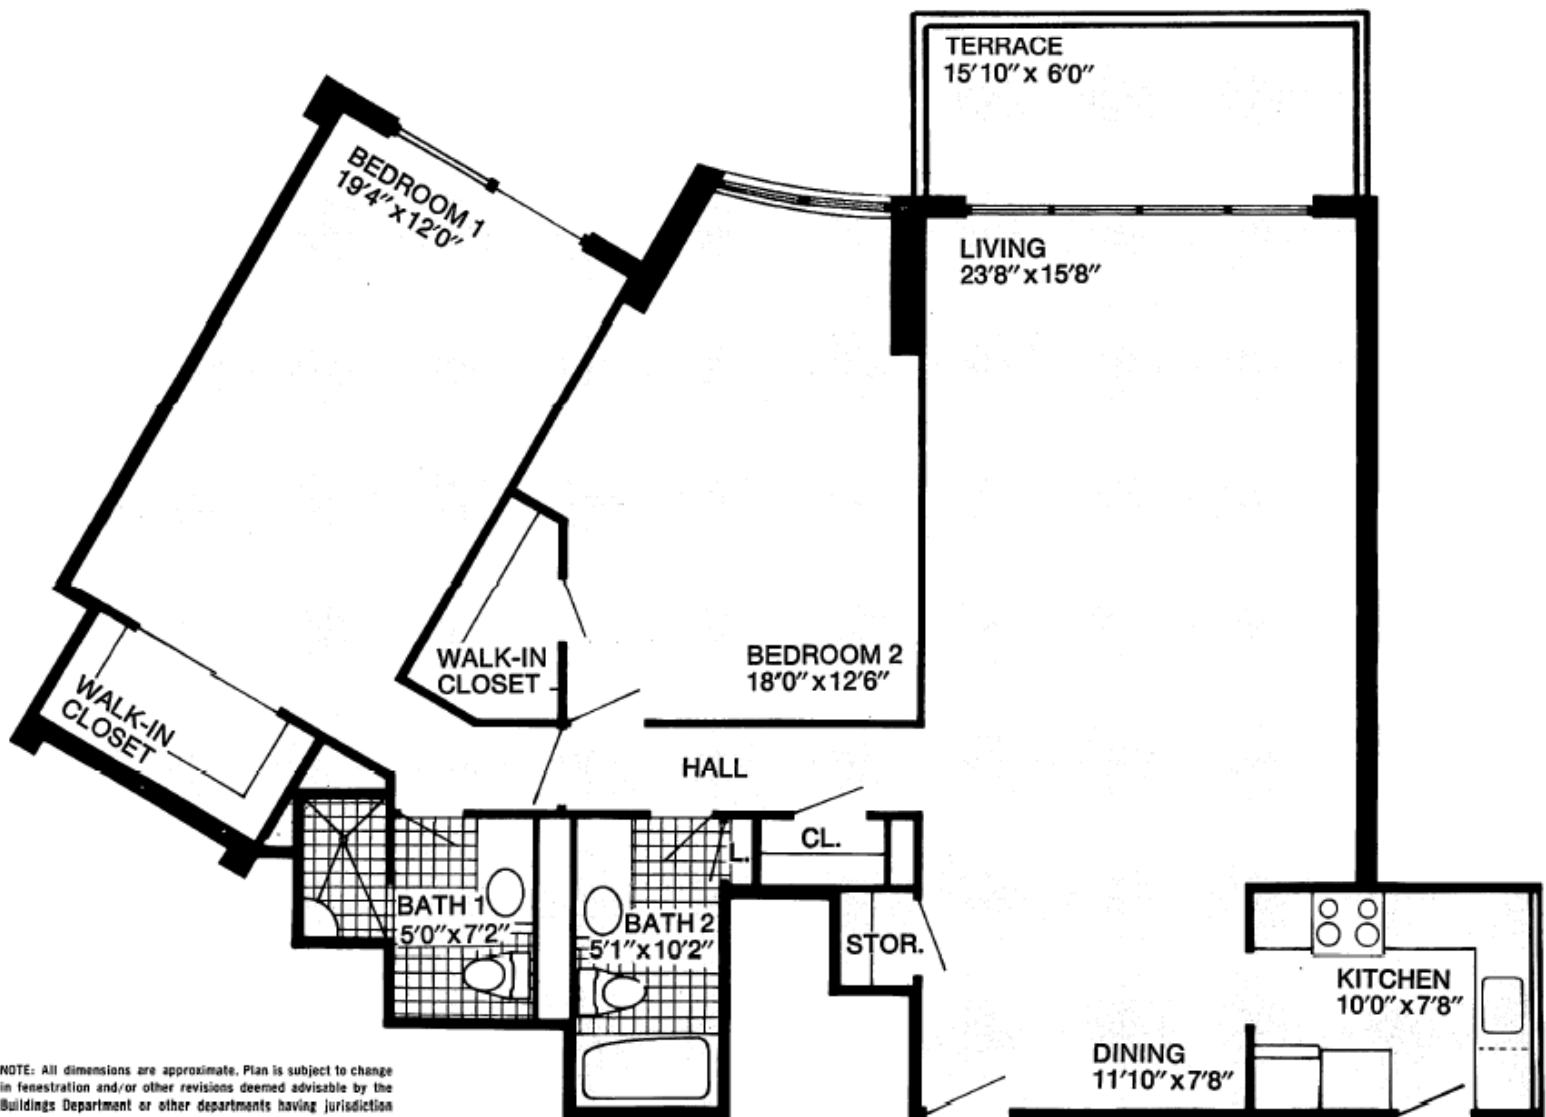 TERRACE
15'10" x 6'0"
BEDROOM 1
19'4" x 12'0"
LIVING
23'8" x 15'8"
WALK-IN
CLOSET
BEDROOM 2
18'0" x 12'6"
WALK-IN
CLOSET
HALL
CL.
L.
BATH 1
5'0" x 7'2"
BATH 2
5'1" x 10'2"
STOR.
KITCHEN
10'0" x 7'8"
DINING
11'10" x 7'8"
NOTE: All dimensions are approximate. Plan is subject to change
in fenestration and/or other revisions deemed advisable by the
Buildings Department or other departments having jurisdiction